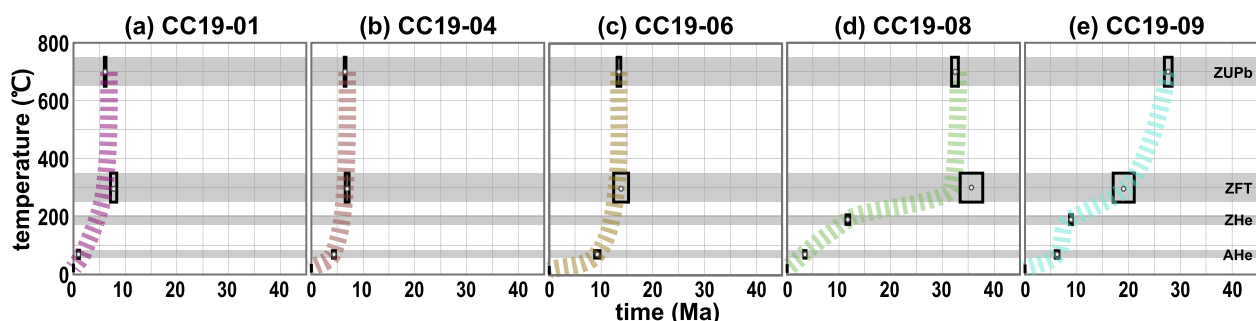 (a) CC19-01 (b) CC19-04 (c) CC19-06 (d) CC19-08 (e) CC19-09
800
600
400
200
0
temperature (℃)
ZUPb
ZFT
ZHe
AHe
0 10 20 30 40 0 10 20 30 40 0 10 20 30 40 0 10 20 30 40 0 10 20 30 40
time (Ma)